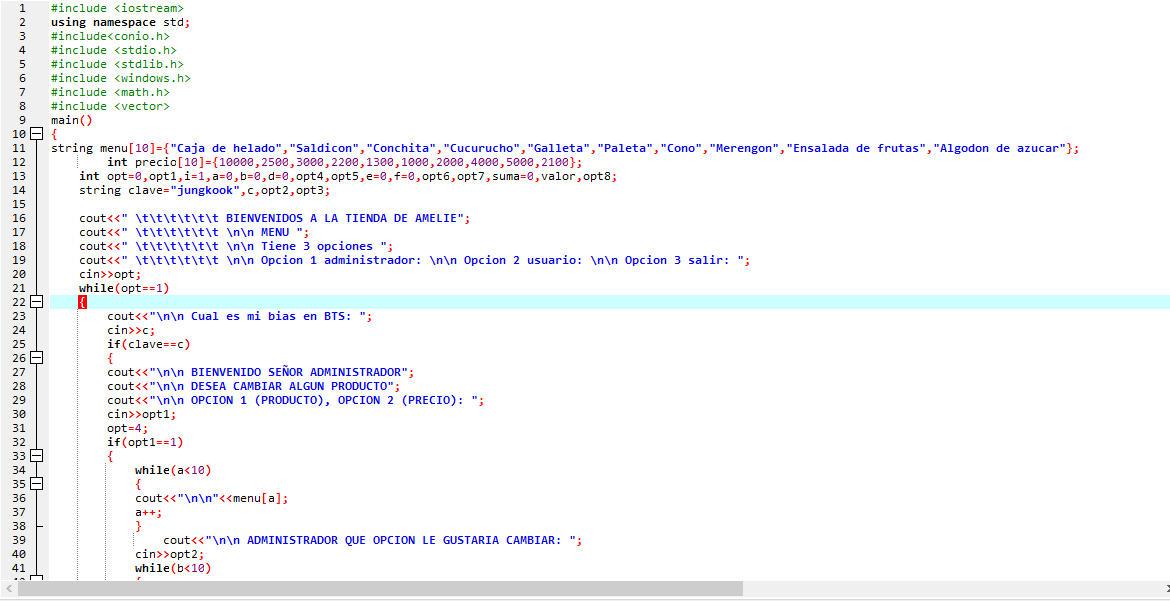 1 #include <iostream>
2 using namespace std;
3 #include<conio.h>
4 #include <stdio.h>
5 #include <stdlib.h>
6 #include <windows.h>
7 #include <math.h>
8 #include <vector>
9 main()
10 {
11 string menu[10]={"Caja de helado","Saldicon","Conchita","Cucurucho","Galleta","Paleta","Cono","Merengon","Ensalada de frutas","Algodon de azucar"};
12 int precio[10]={10000,2500,3000,2200,1300,1000,2000,4000,5000,2100};
13 int opt=0,opt1,i=1,a=0,b=0,d=0,opt4,opt5,e=0,f=0,opt6,opt7,suma=0,valor,opt8;
14 string clave="jungkook",c,opt2,opt3;
15
16 cout<<" \t\t\t\t\t\t BIENVENIDOS A LA TIENDA DE AMELIE";
17 cout<<" \t\t\t\t\t\t \n\n MENU ";
18 cout<<" \t\t\t\t\t\t \n\n Tiene 3 opciones ";
19 cout<<" \t\t\t\t\t\t \n\n Opcion 1 administrador: \n\n Opcion 2 usuario: \n\n Opcion 3 salir: ";
20 cin>>opt;
21 while(opt==1)
22 {
23 cout<<"\n\n Cual es mi bias en BTS: ";
24 cin>>c;
25 if(clave==c)
26 {
27 cout<<"\n\n BIENVENIDO SEÑOR ADMINISTRADOR";
28 cout<<"\n\n DESEA CAMBIAR ALGUN PRODUCTO";
29 cout<<"\n\n OPCION 1 (PRODUCTO), OPCION 2 (PRECIO): ";
30 cin>>opt1;
31 opt=4;
32 if(opt1==1)
33 {
34 while(a<10)
35 {
36 cout<<"\n\n"<<menu[a];
37 a++;
38 }
39 cout<<"\n\n ADMINISTRADOR QUE OPCION LE GUSTARIA CAMBIAR: ";
40 cin>>opt2;
41 while(b<10)